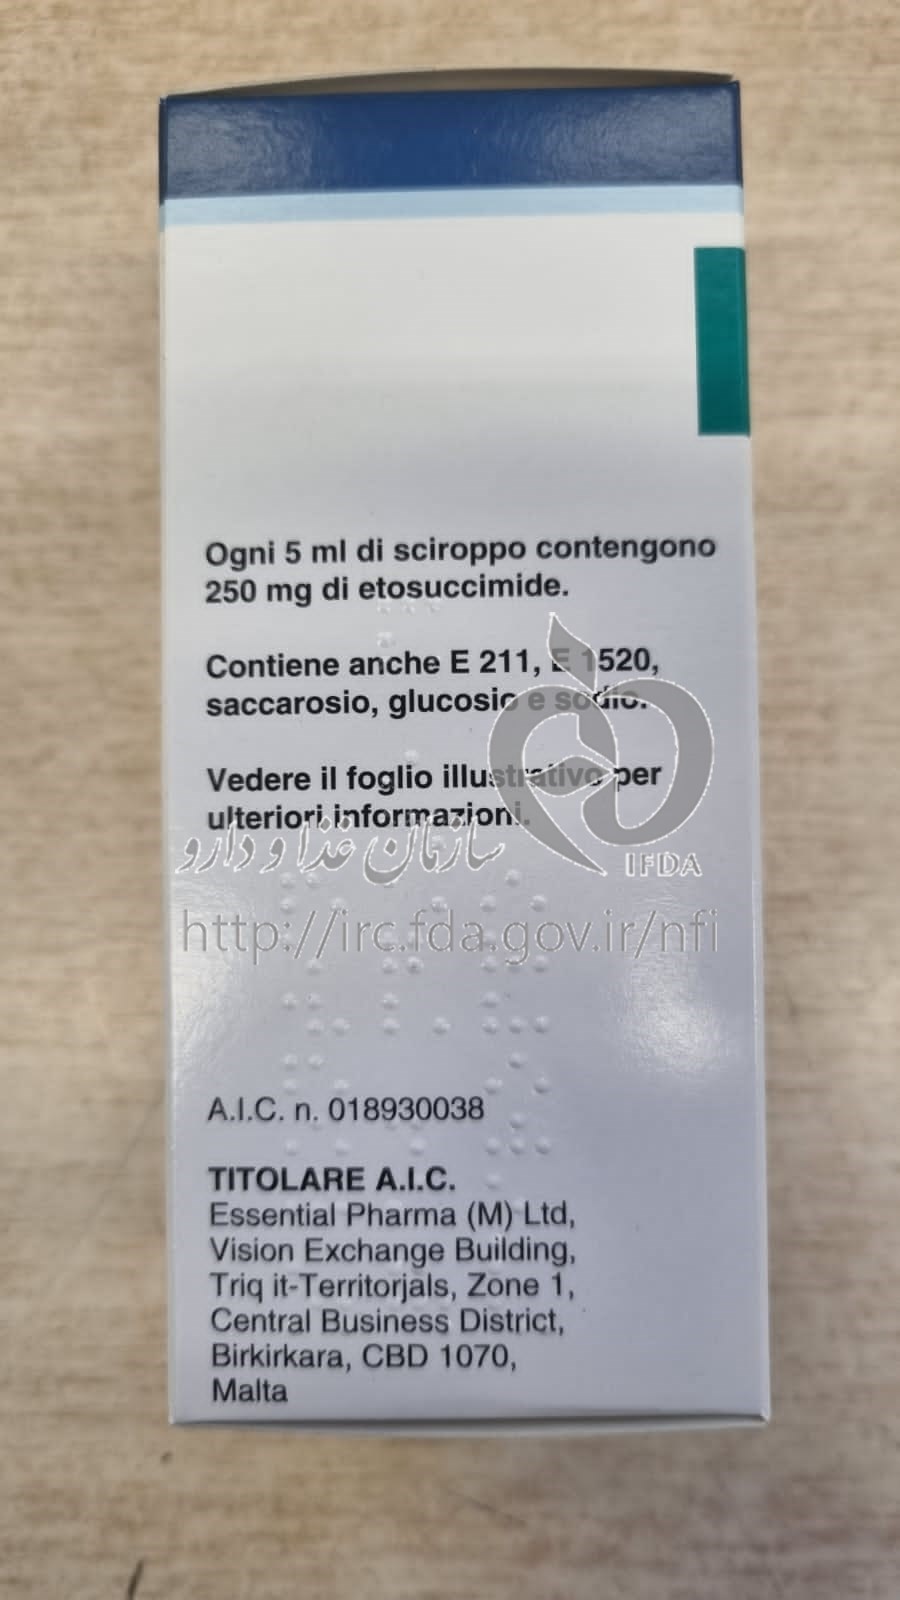 Ogni 5 ml di sciroppo contengono
250 mg di etosuccimide.
Contiene anche E 211, E 1520,
saccarosio, glucosio e sodio.
Vedere il foglio illustrativo per
ulteriori informazioni.
سازمان غذا و دارو
IFDA
http://irc.fda.gov.ir/nfi
A.I.C. n. 018930038
TITOLARE A.I.C.
Essential Pharma (M) Ltd,
Vision Exchange Building,
Triq it-Territorjals, Zone 1,
Central Business District,
Birkirkara, CBD 1070,
Malta